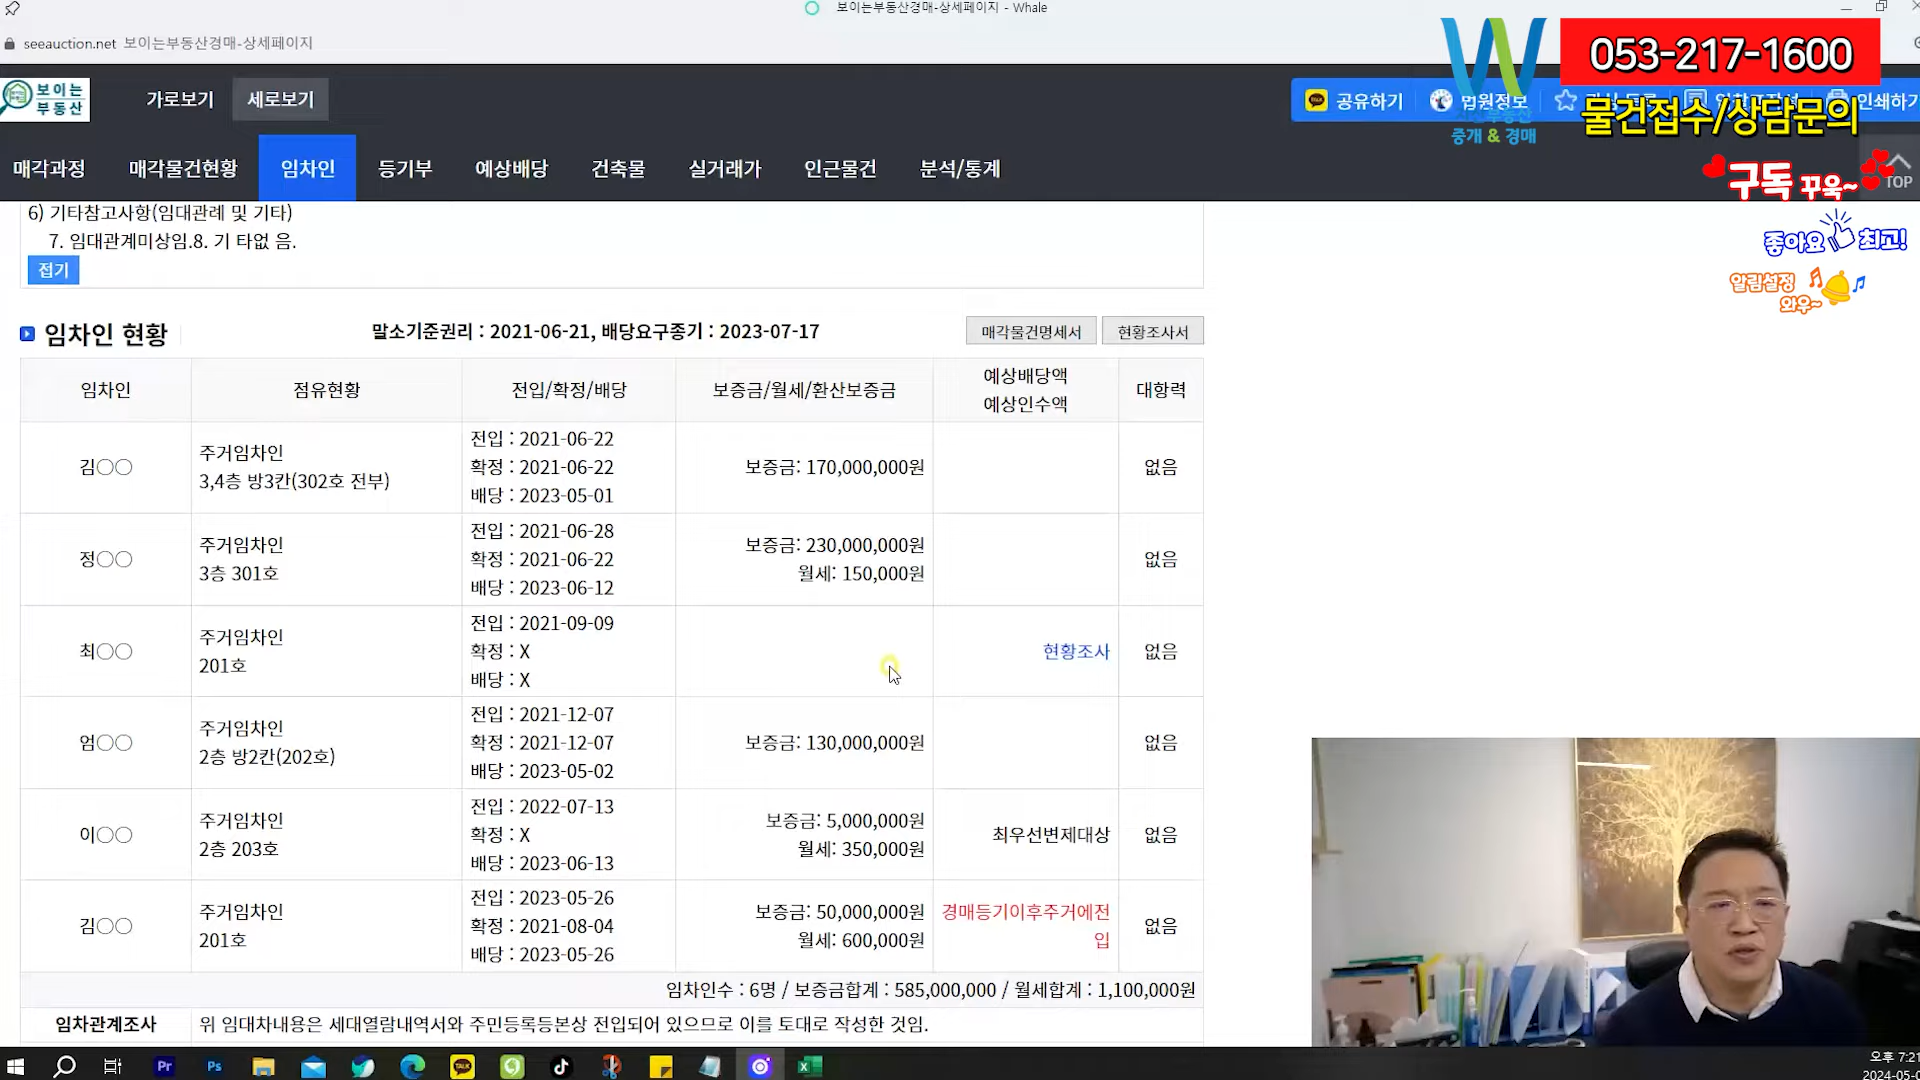 보이는부동산경매-상세페이지 - Whale
seeauction.net 보이는부동산경매-상세페이지
053-217-1600
보이는
부동산
가로보기 세로보기
공유하기 법원정보 인쇄하기
중개 & 경매
물건접수/상담문의
매각과정 매각물건현황 임차인 등기부 예상배당 건축물 실거래가 인근물건 분석/통계
TOP
구독 꾸욱~
좋아요 최고!
알림설정
와우~
6) 기타참고사항(임대관례 및 기타)
7. 임대관계미상임.8. 기 타없 음.
접기
임차인 현황
말소기준권리 : 2021-06-21, 배당요구종기 : 2023-07-17
매각물건명세서 현황조사서
임차인 점유현황 전입/확정/배당 보증금/월세/환산보증금 예상배당액 대항력
예상인수액
전입 : 2021-06-22
김○○ 주거임차인 확정 : 2021-06-22 보증금: 170,000,000원 없음
3,4층 방3칸(302호 전부)
배당 : 2023-05-01
전입 : 2021-06-28
정○○ 주거임차인 확정 : 2021-06-22 보증금: 230,000,000원 없음
3층 301호 월세: 150,000원
배당 : 2023-06-12
전입 : 2021-09-09
최○○ 주거임차인 확정 : X 현황조사 없음
201호
배당 : X
전입 : 2021-12-07
엄○○ 주거임차인 확정 : 2021-12-07 보증금: 130,000,000원 없음
2층 방2칸(202호)
배당 : 2023-05-02
전입 : 2022-07-13
이○○ 주거임차인 확정 : X 보증금: 5,000,000원 최우선변제대상 없음
2층 203호 월세: 350,000원
배당 : 2023-06-13
전입 : 2023-05-26
김○○ 주거임차인 확정 : 2021-08-04 보증금: 50,000,000원 경매등기이후주거에전 없음
201호 월세: 600,000원 입
배당 : 2023-05-26
임차인수 : 6명 / 보증금합계 : 585,000,000 / 월세합계 : 1,100,000원
임차관계조사 위 임대차내용은 세대열람내역서와 주민등록등본상 전입되어 있으므로 이를 토대로 작성한 것임.
Pr Ps TALK
오후 7:21
2024-05-0